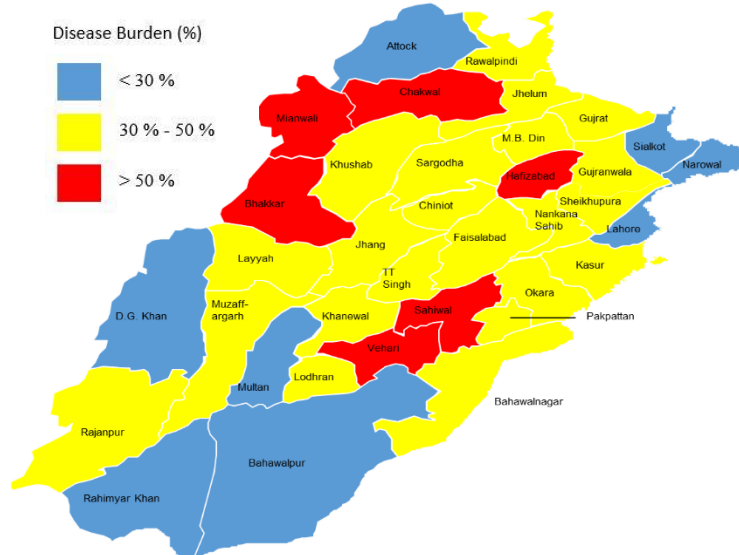 Disease Burden (%)
< 30 %
30 % - 50 %
> 50 %
Attock
Rawalpindi
Chakwal
Jhelum
Mianwali
Gujrat
M.B. Din
Sialkot
Narowal
Khushab
Sargodha
Hafizabad
Gujranwala
Bhakkar
Chiniot
Sheikhupura
Nankana
Sahib
Lahore
Jhang
Faisalabad
Layyah
Kasur
TT
Singh
Okara
Muzaff-
argarh
D.G. Khan
Khanewal
Sahiwal
Pakpattan
Vehari
Lodhran
Multan
Bahawalnagar
Rajanpur
Bahawalpur
Rahimyar Khan